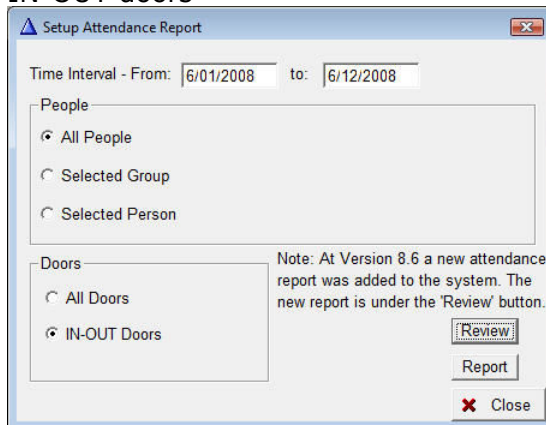 IN-OUT doors
Setup Attendance Report
Time Interval - From: 6/01/2008 to: 6/12/2008
People
All People
Selected Group
Selected Person
Doors
All Doors
IN-OUT Doors
Note: At Version 8.6 a new attendance
report was added to the system. The
new report is under the 'Review' button.
Review
Report
Close